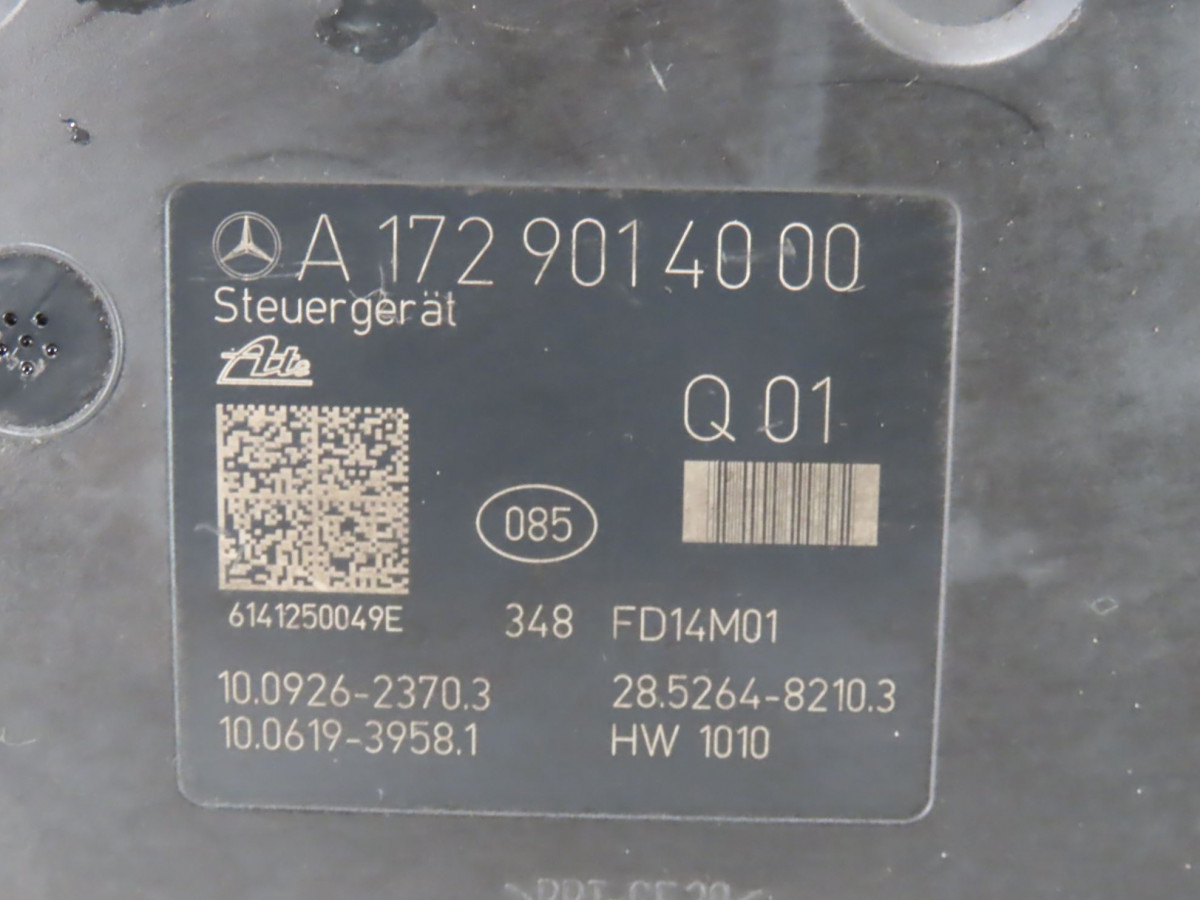 A 172 901 40 00
Steuergerät
Ate
Q 01
085
6141250049E 348 FD14M01
10.0926-2370.3 28.5264-8210.3
10.0619-3958.1 HW 1010